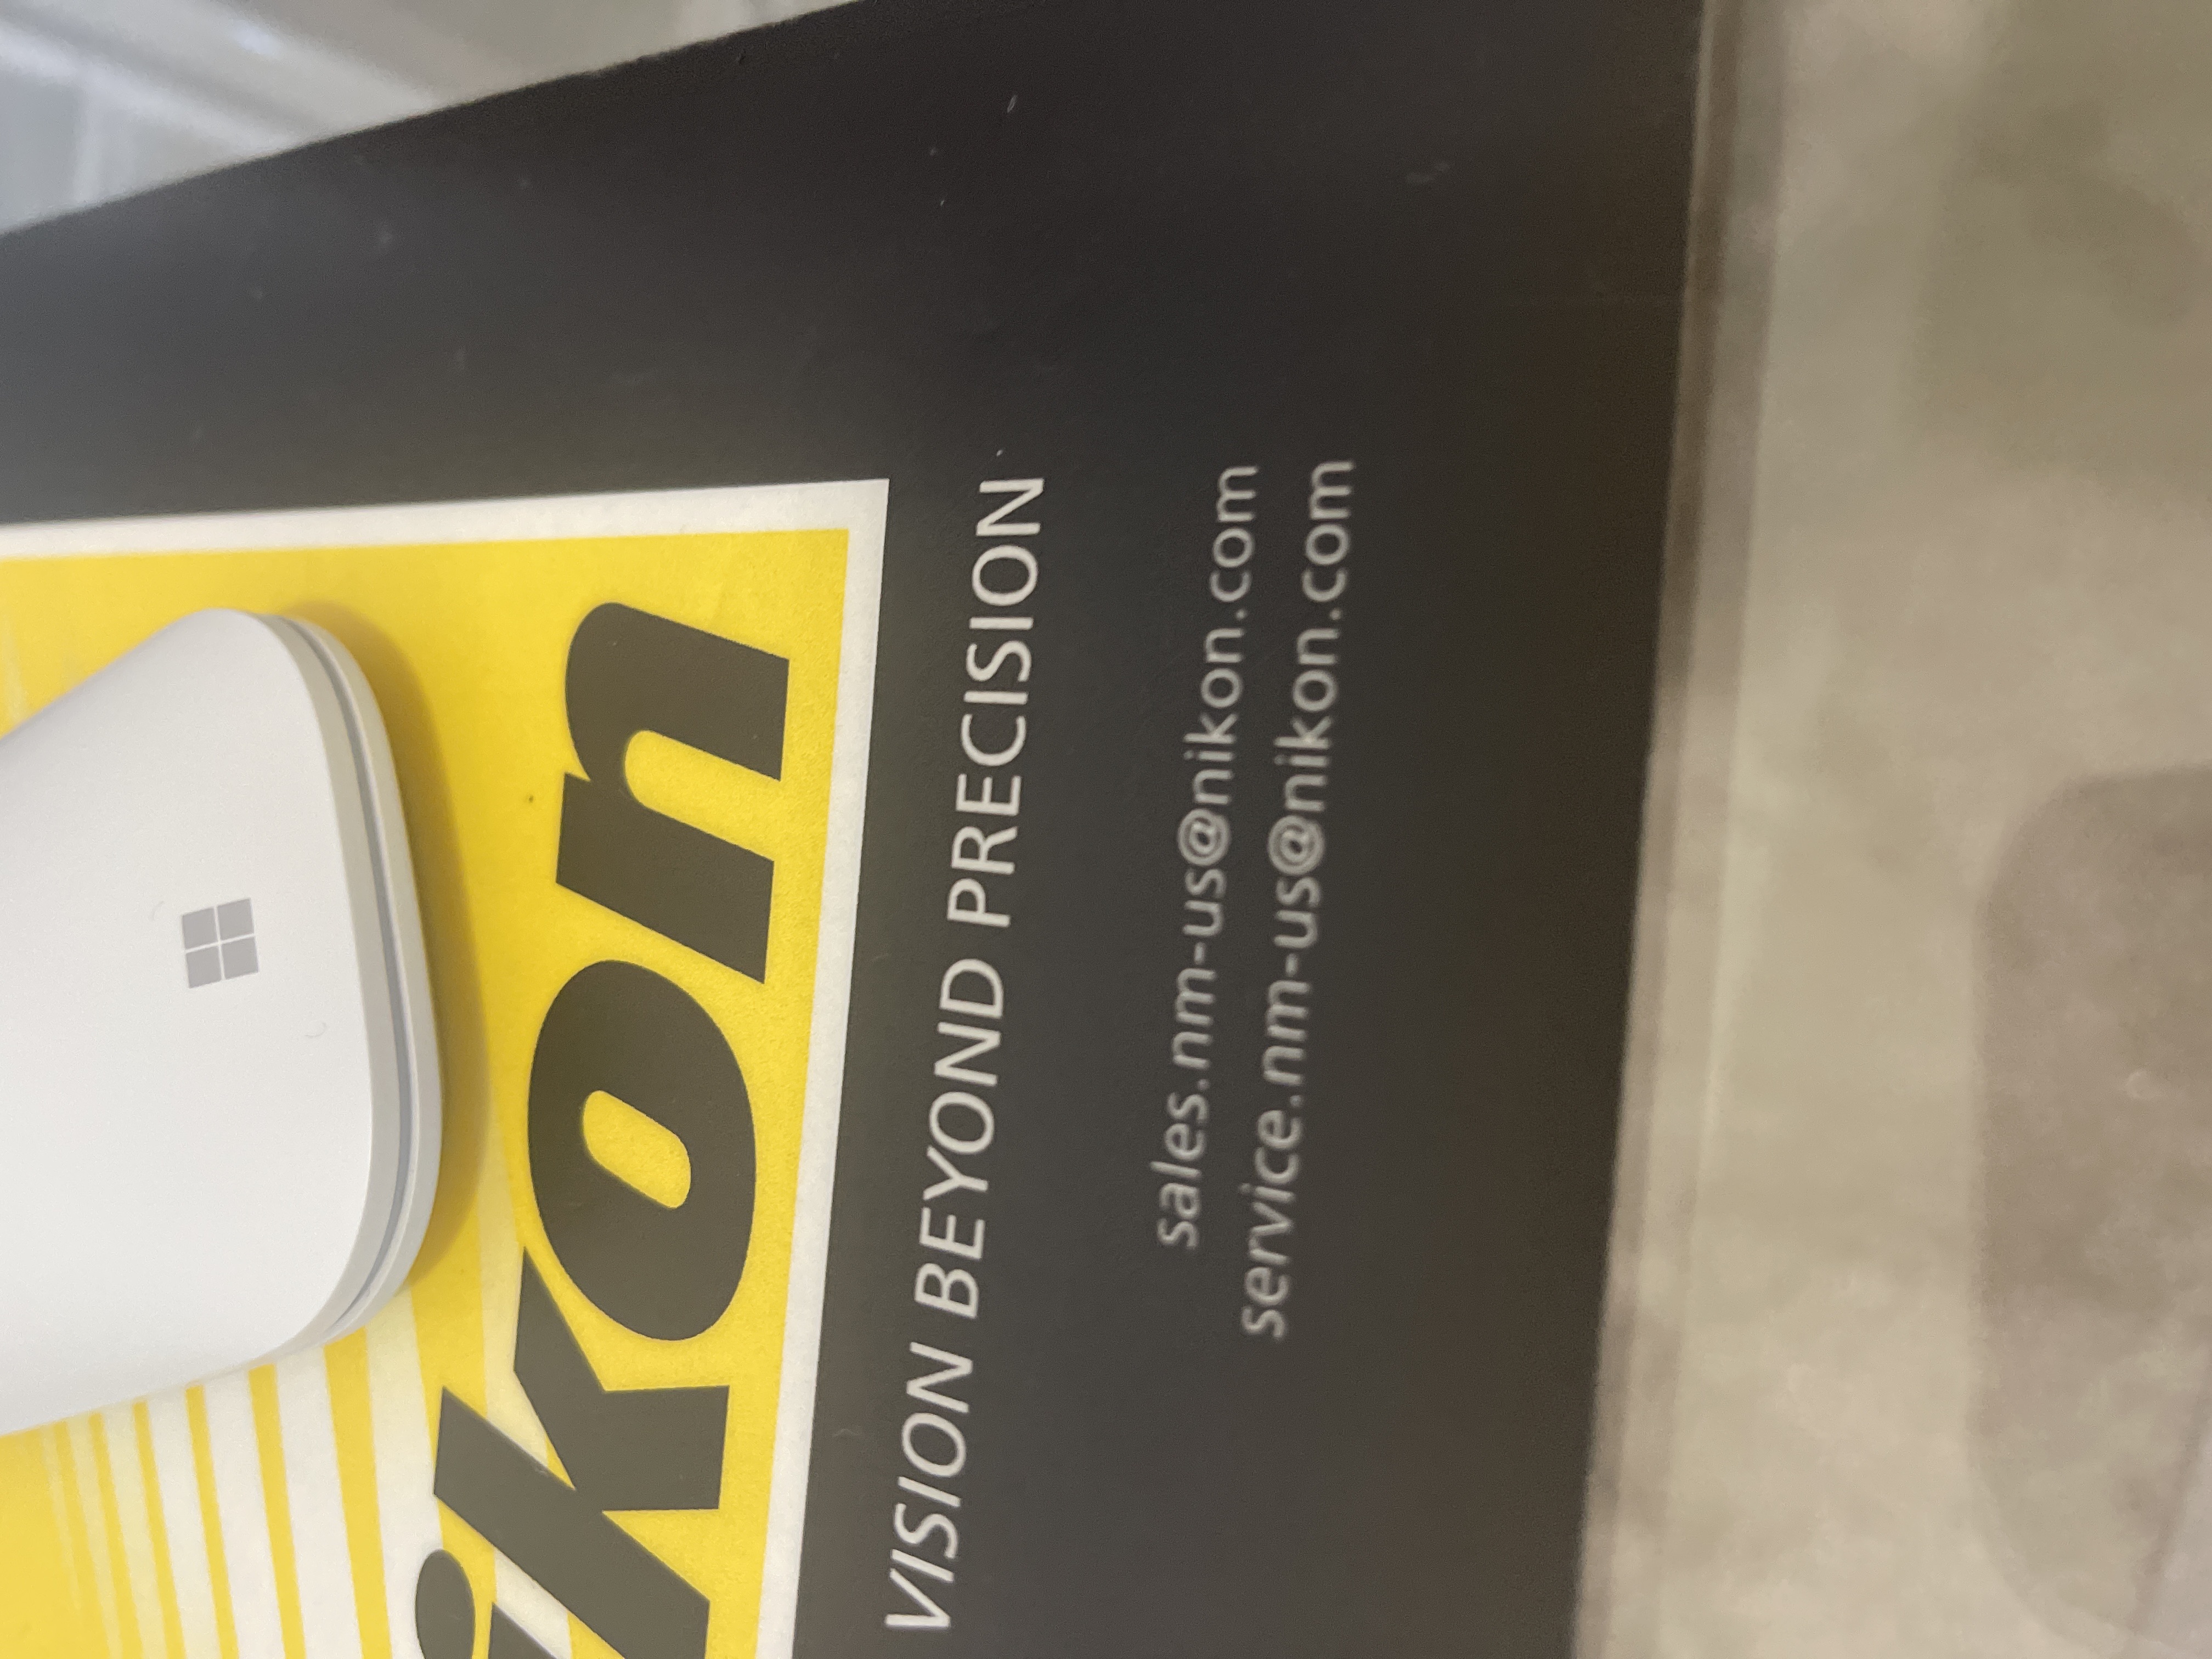 ikon
VISION BEYOND PRECISION
sales.nm-us@nikon.com
service.nm-us@nikon.com